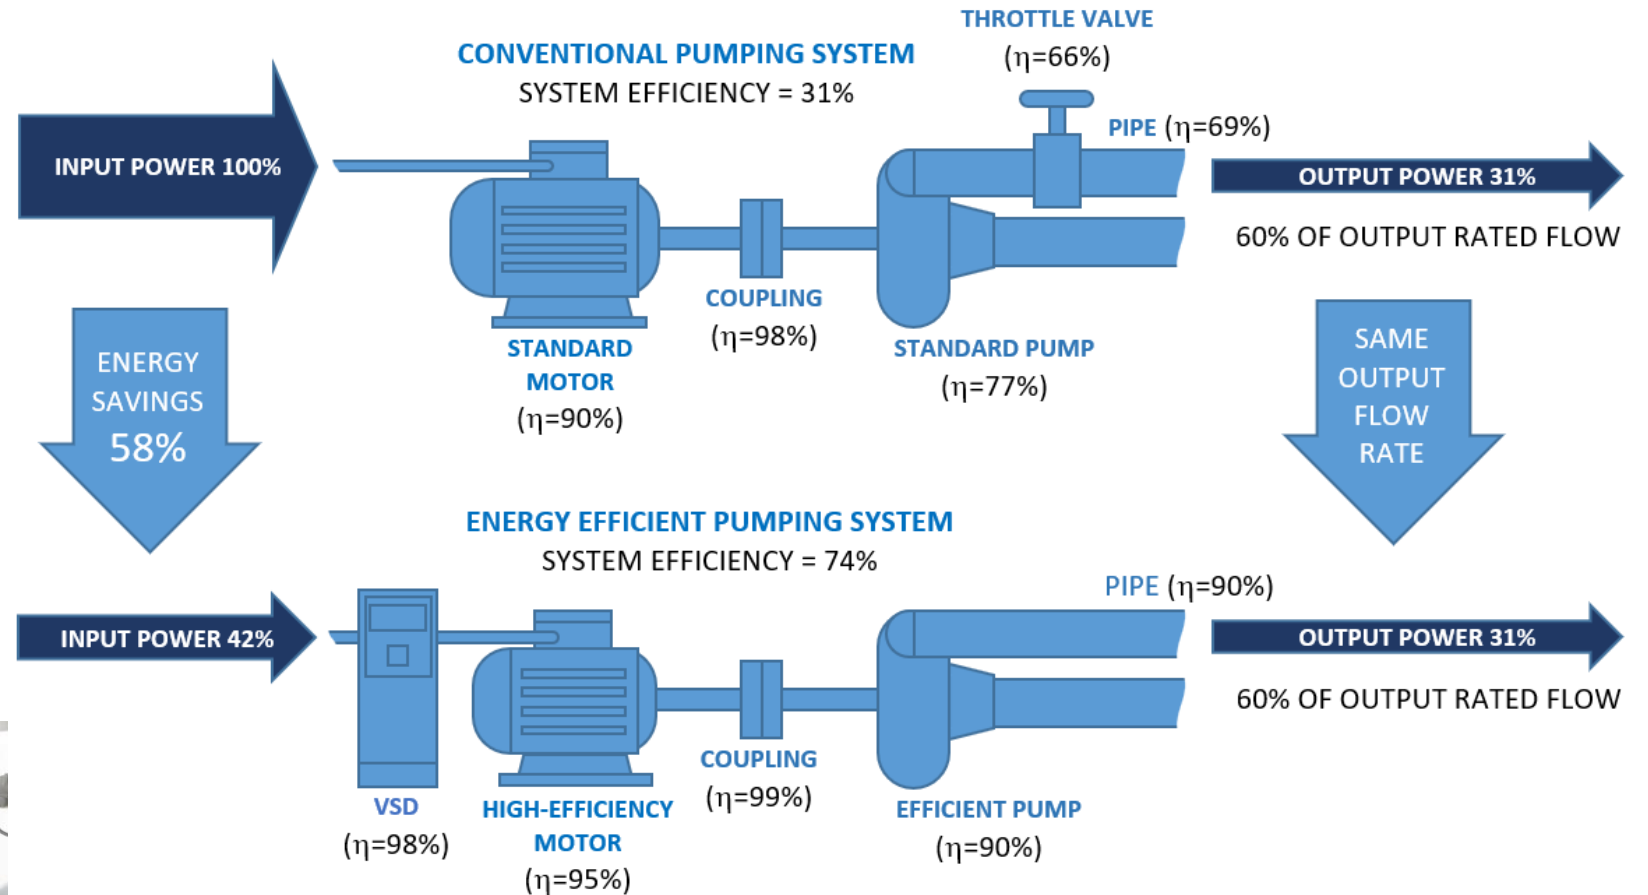 THROTTLE VALVE
(η=66%)
CONVENTIONAL PUMPING SYSTEM
SYSTEM EFFICIENCY = 31%
PIPE (η=69%)
INPUT POWER 100%
OUTPUT POWER 31%
60% OF OUTPUT RATED FLOW
COUPLING
(η=98%)
STANDARD
MOTOR
(η=90%)
STANDARD PUMP
(η=77%)
ENERGY
SAVINGS
58%
SAME
OUTPUT
FLOW
RATE
ENERGY EFFICIENT PUMPING SYSTEM
SYSTEM EFFICIENCY = 74%
PIPE (η=90%)
INPUT POWER 42%
OUTPUT POWER 31%
60% OF OUTPUT RATED FLOW
COUPLING
(η=99%)
VSD
(η=98%)
HIGH-EFFICIENCY
MOTOR
(η=95%)
EFFICIENT PUMP
(η=90%)